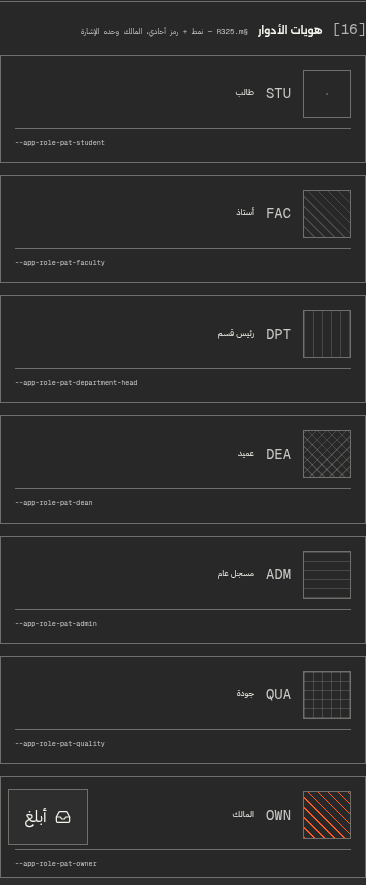 [16] هويات الأدوار §R325.m — نمط + رمز أحادي، المالك وحده الإشارة
STU طالب
--app-role-pat-student
FAC أستاذ
--app-role-pat-faculty
DPT رئيس قسم
--app-role-pat-department-head
DEA عميد
--app-role-pat-dean
ADM مسجل عام
--app-role-pat-admin
QUA جودة
--app-role-pat-quality
OWN المالك
أبلغ
--app-role-pat-owner